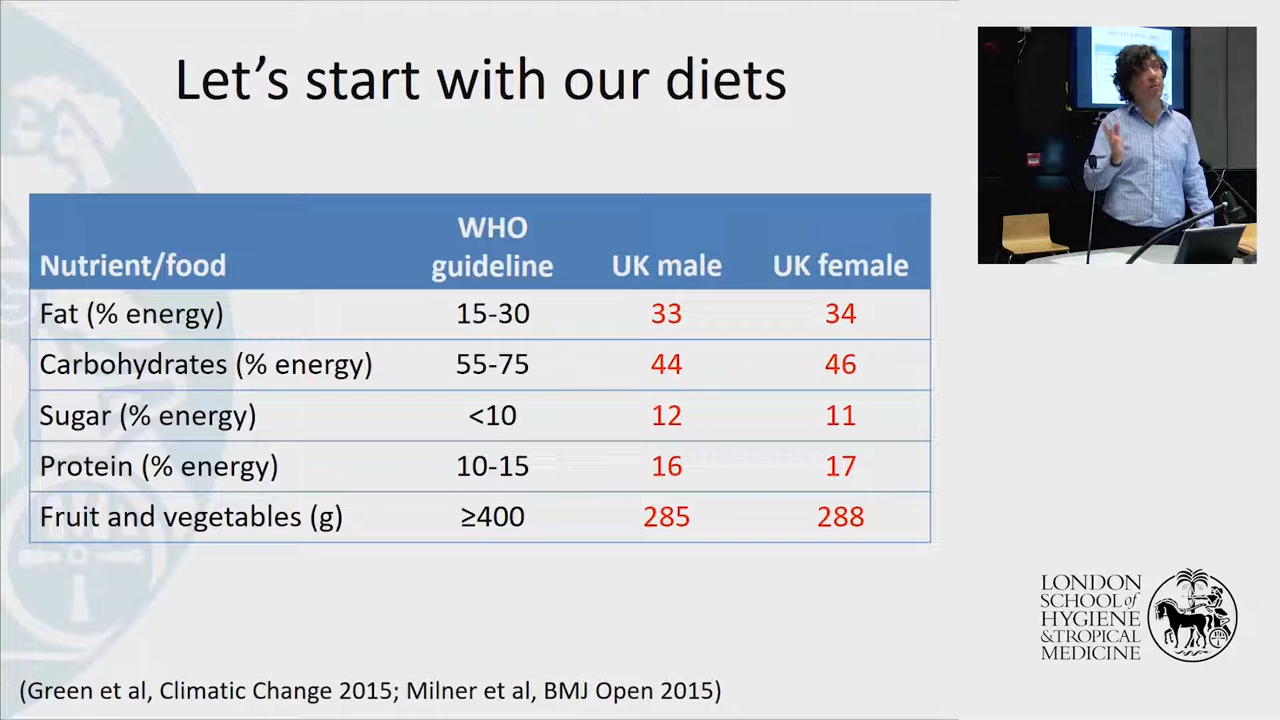 Let's start with our diets
Nutrient/food WHO guideline UK male UK female
Fat (% energy) 15-30 33 34
Carbohydrates (% energy) 55-75 44 46
Sugar (% energy) <10 12 11
Protein (% energy) 10-15 16 17
Fruit and vegetables (g) ≥400 285 288
(Green et al, Climatic Change 2015; Milner et al, BMJ Open 2015)
LONDON
SCHOOL of
HYGIENE
&TROPICAL
MEDICINE